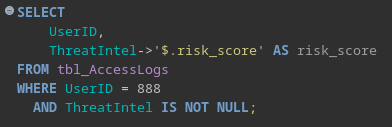 SELECT
UserID,
ThreatIntel->'$.risk_score' AS risk_score
FROM tbl_AccessLogs
WHERE UserID = 888
AND ThreatIntel IS NOT NULL;